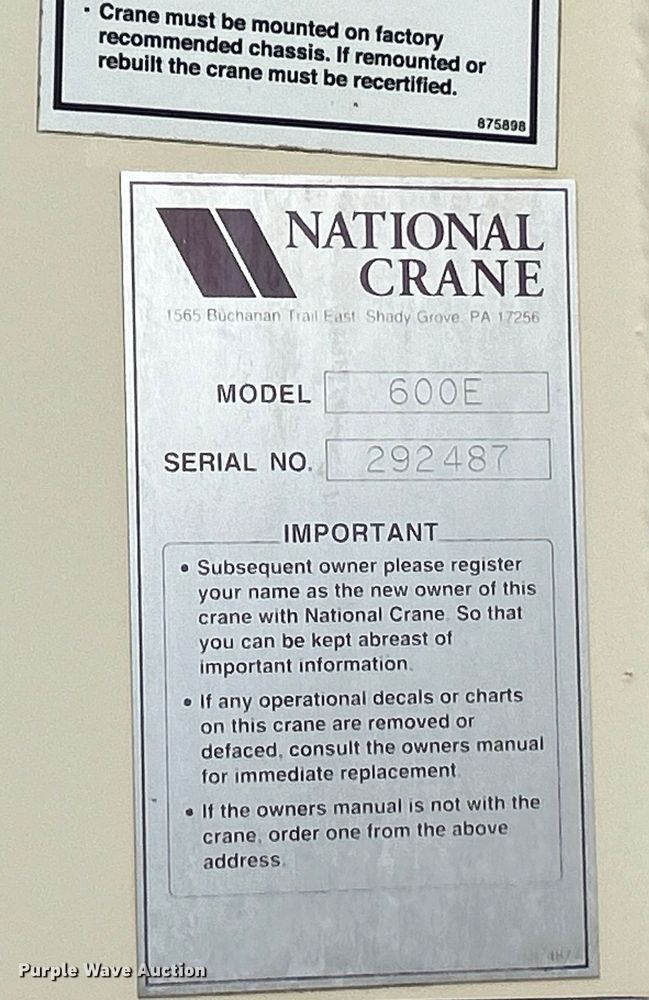 · Crane must be mounted on factory
recommended chassis. If remounted or
rebuilt the crane must be recertified.
875898
NATIONAL
CRANE
1565 Buchanan Trail East Shady Grove PA 17256
MODEL 600E
SERIAL NO. 292487
IMPORTANT
• Subsequent owner please register
your name as the new owner of this
crane with National Crane. So that
you can be kept abreast of
important information.
• If any operational decals or charts
on this crane are removed or
defaced, consult the owners manual
for immediate replacement.
• If the owners manual is not with the
crane, order one from the above
address.
Purple Wave Auction